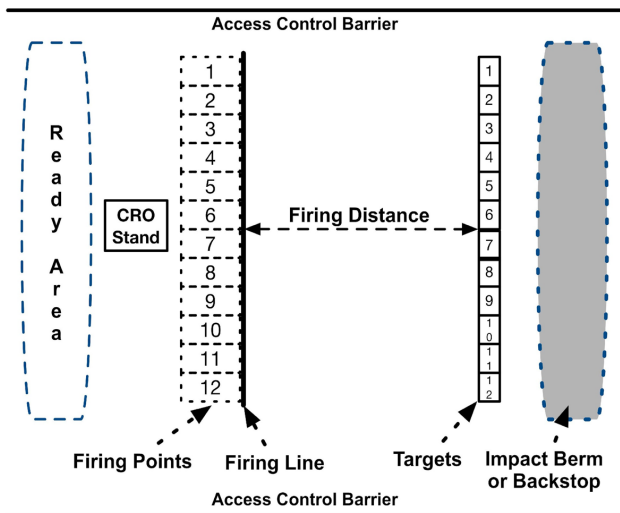 Access Control Barrier
Ready Area
CRO
Stand
1
2
3
4
5
6
7
8
9
10
11
12
Firing Distance
1
2
3
4
5
6
7
8
9
10
11
12
Firing Points
Firing Line
Targets
Impact Berm
or Backstop
Access Control Barrier